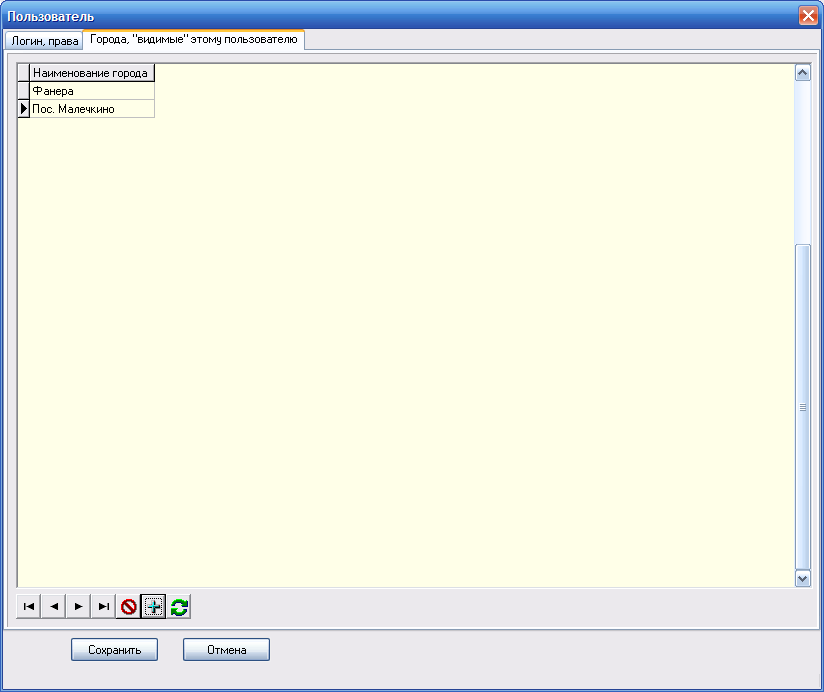 Пользователь
Логин, права
Города, "видимые" этому пользователю
Наименование города
Фанера
Пос. Малечкино
Сохранить
Отмена